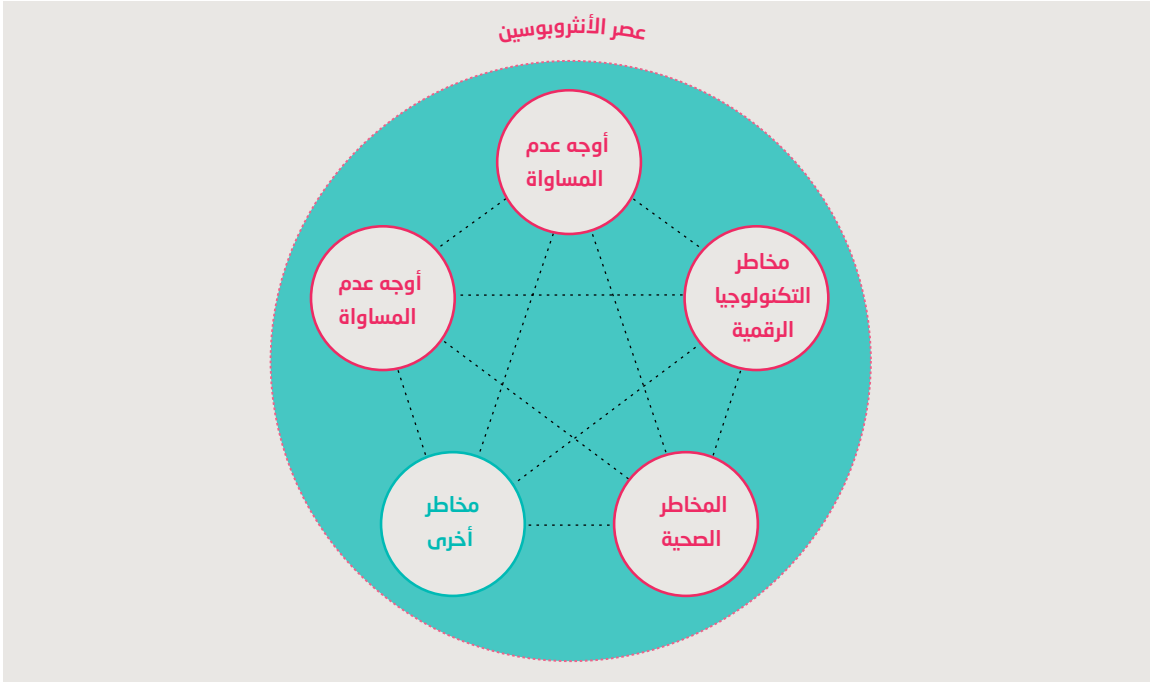 عصر الأنثروبوسين
أوجه عدم
المساواة
مخاطر
التكنولوجيا
الرقمية
أوجه عدم
المساواة
المخاطر
الصحية
مخاطر
أخرى